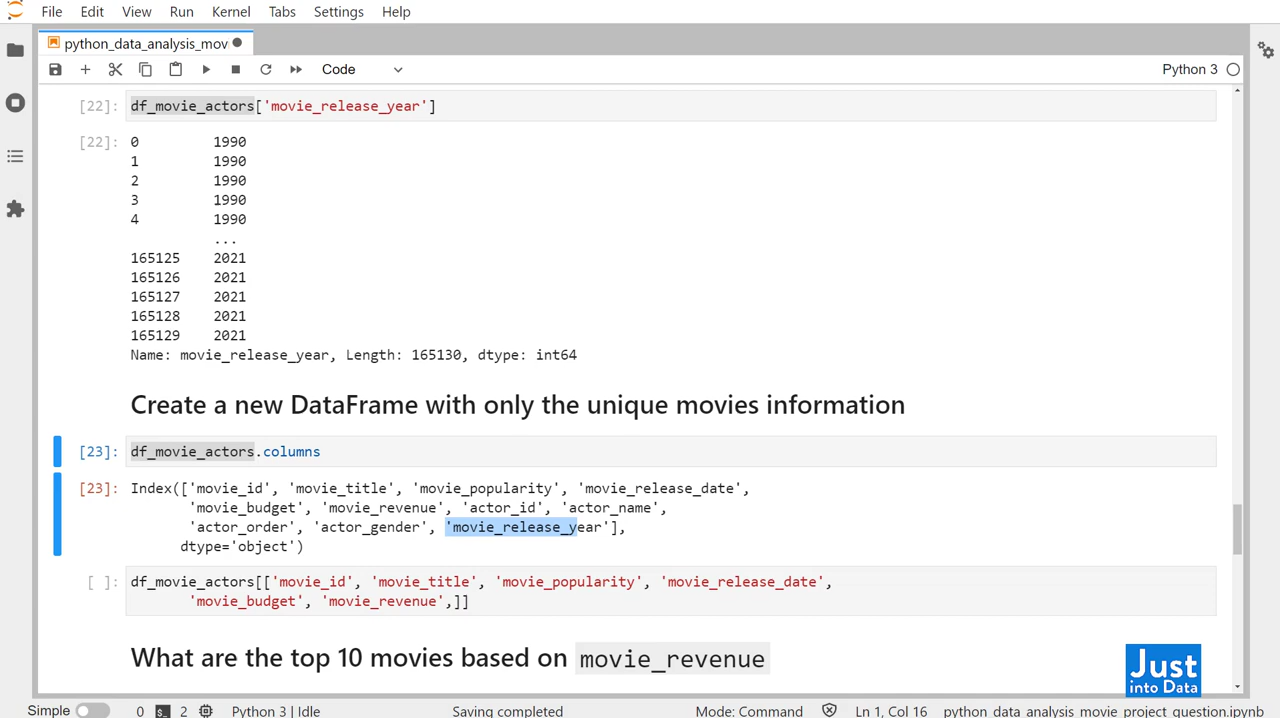 File Edit View Run Kernel Tabs Settings Help
python_data_analysis_mov
Code
Python 3
[22]: df_movie_actors['movie_release_year']
[22]: 0 1990
1 1990
2 1990
3 1990
4 1990
...
165125 2021
165126 2021
165127 2021
165128 2021
165129 2021
Name: movie_release_year, Length: 165130, dtype: int64
Create a new DataFrame with only the unique movies information
[23]: df_movie_actors.columns
[23]: Index(['movie_id', 'movie_title', 'movie_popularity', 'movie_release_date',
'movie_budget', 'movie_revenue', 'actor_id', 'actor_name',
'actor_order', 'actor_gender', 'movie_release_year'],
dtype='object')
[ ]: df_movie_actors[['movie_id', 'movie_title', 'movie_popularity', 'movie_release_date',
'movie_budget', 'movie_revenue',]]
What are the top 10 movies based on movie_revenue
Just
into Data
Simple 0 2 Python 3 | Idle Saving completed Mode: Command Ln 1, Col 16 python_data_analysis_movie_project_question.ipynb